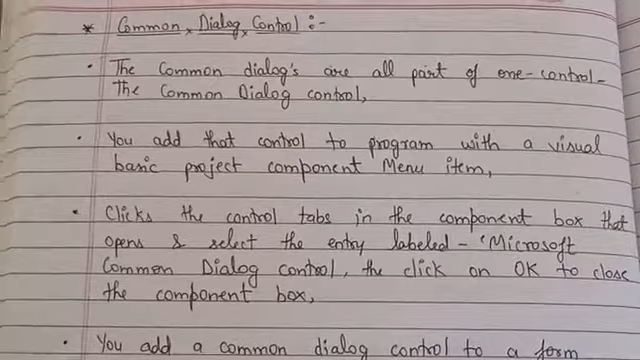 * Common Dialog Control :-
• The Common dialog's are all part of one-control-
the Common Dialog control,
• You add that control to program with a visual
basic project component Menu item,
• Clicks the control tabs in the component box that
opens & select the entry labeled - 'Microsoft
Common Dialog control, the click on OK to close
the component box,
• You add a common dialog control to a form